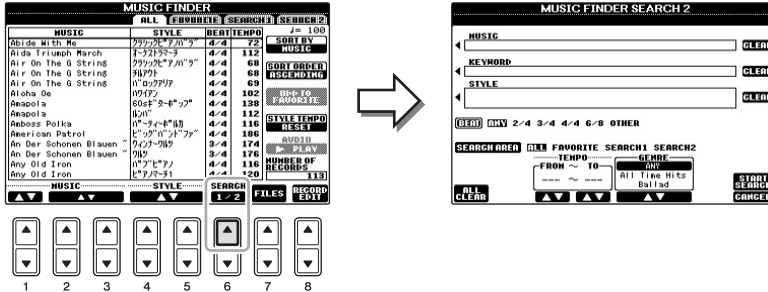 MUSIC FINDER
ALL FAVORITE SEARCH1 SEARCH2
MUSIC STYLE BEAT TEMPO ♩= 100
Abide With Me クラシックピアノバラ~ 4/4 72
Aida Triumph March オーケストラマーチ 4/4 112
Air On The G String クラシックピアノバラ~ 4/4 68
Air On The G String チルアウト 4/4 68
Air On The G String バロックアリア 4/4 69
Aloha Oe ハワイアン 4/4 102
Amapola 60sギターポップ 4/4 138
Amapola ルンバ 4/4 112
Amboss Polka パーティーポルカ 4/4 116
American Patrol ビッグバンドファ~ 4/4 186
An Der Schonen Blauen ~ ウィンナーワルツ 3/4 174
An Der Schonen Blauen ~ ワルツ 3/4 176
Any Old Iron パブピアノ 4/4 116
Any Old Iron ピアノマーチ1 4/4 120
SORT BY
MUSIC
SORT ORDER
ASCENDING
ADD TO
FAVORITE
STYLE TEMPO
RESET
AUDIO
▶ PLAY
NUMBER OF
RECORDS
113
MUSIC STYLE SEARCH
▲▼ ▲▼ ▲▼ 1/2 FILES RECORD EDIT
1 2 3 4 5 6 7 8
MUSIC FINDER SEARCH 2
MUSIC
CLEAR
KEYWORD
CLEAR
STYLE
CLEAR
BEAT ANY 2/4 3/4 4/4 6/8 OTHER
SEARCH AREA ALL FAVORITE SEARCH1 SEARCH2
TEMPO GENRE
FROM ~ TO ANY
--- ~ --- All Time Hits
Ballad
ALL CLEAR
▲▼ ▲▼ ▲▼
START SEARCH
CANCEL